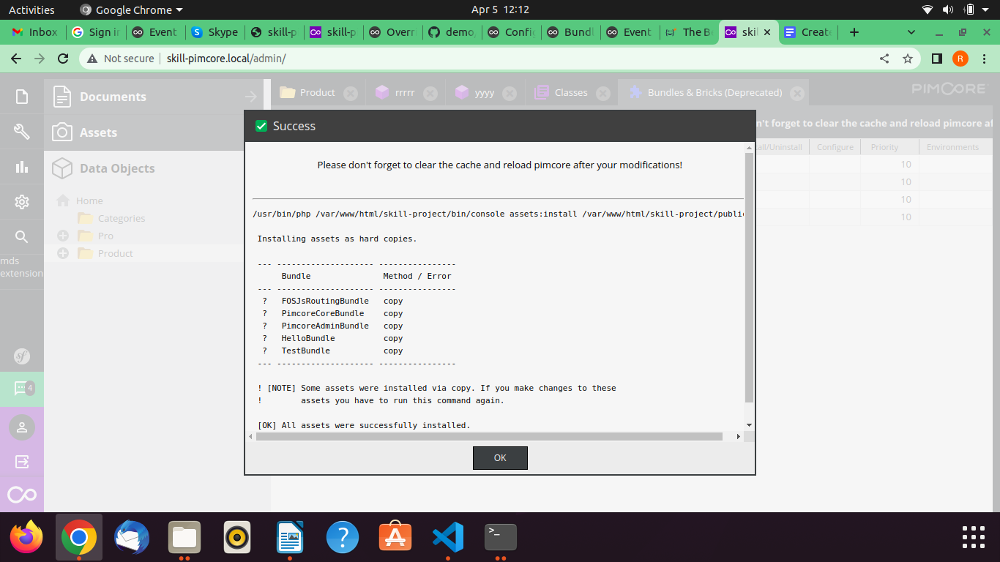 Activities
Google Chrome
Apr 5 12:12
Inbox
Sign in
Event
Skype
skill-p
skill-p
Overri
demo
Config
Bundl
Event
The Be
skil
Create
Not secure
skill-pimcore.local/admin/
Documents
Assets
Data Objects
Home
Categories
Pro
Product
mds
extension
4
Product
rrrrr
yyyy
Classes
Bundles & Bricks (Deprecated)
PIMCORE
n't forget to clear the cache and reload pimcore af
all/Uninstall
Configure
Priority
Environments
10
10
10
10
Success
Please don't forget to clear the cache and reload pimcore after your modifications!
/usr/bin/php /var/www/html/skill-project/bin/console assets:install /var/www/html/skill-project/public
Installing assets as hard copies.
--- -------------------- ----------------
Bundle Method / Error
--- -------------------- ----------------
? FOSJsRoutingBundle copy
? PimcoreCoreBundle copy
? PimcoreAdminBundle copy
? HelloBundle copy
? TestBundle copy
--- -------------------- ----------------
! [NOTE] Some assets were installed via copy. If you make changes to these
! assets you have to run this command again.
[OK] All assets were successfully installed.
OK